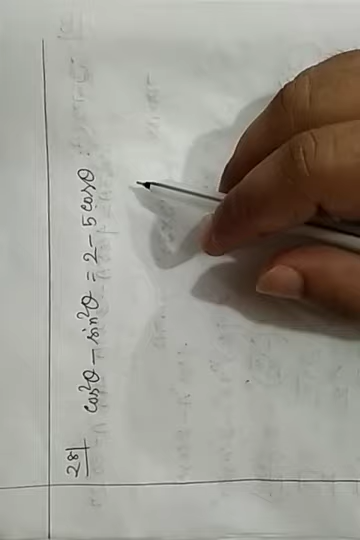 28| cos²θ – sin²θ = 2 – 5 cosθ